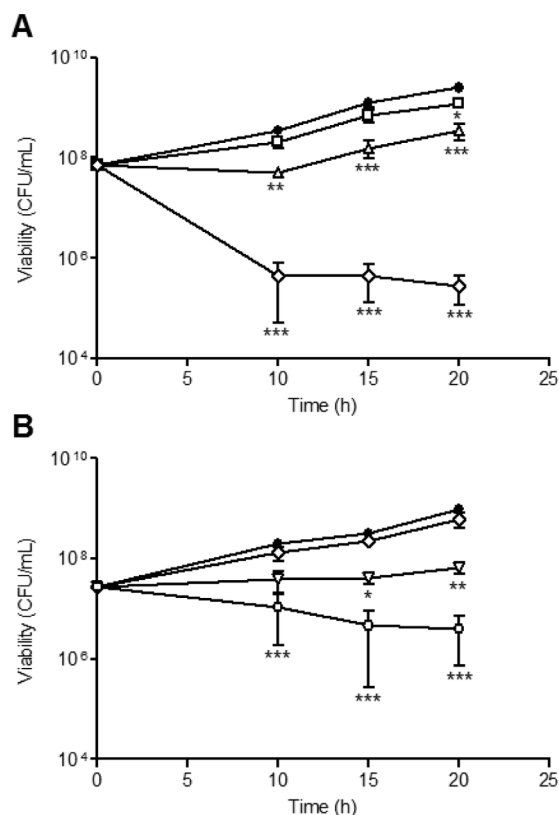 A
10¹⁰
10⁸
10⁶
10⁴
Viability (CFU/mL)
*
** *** ***
*** *** ***
0 5 10 15 20 25
Time (h)
B
10¹⁰
10⁸
10⁶
10⁴
Viability (CFU/mL)
* **
*** *** ***
0 5 10 15 20 25
Time (h)